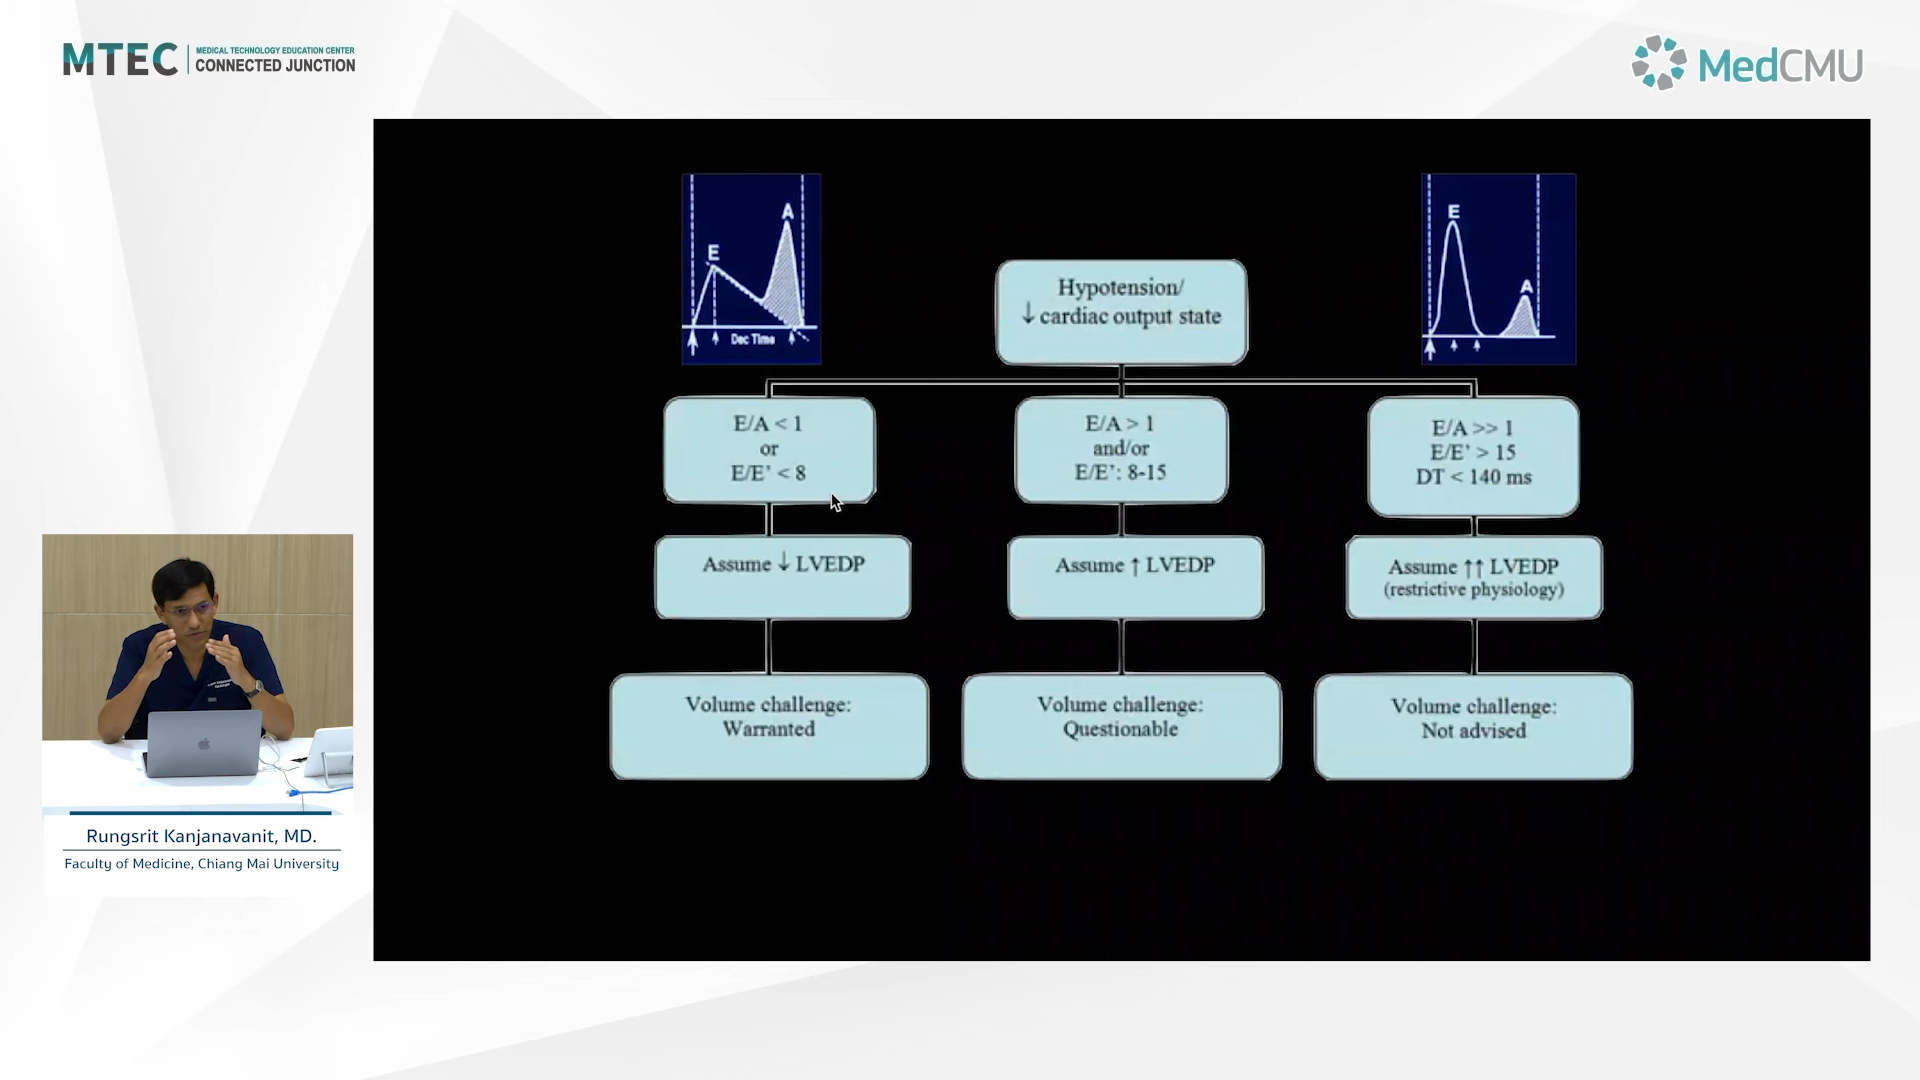 MTEC
MEDICAL TECHNOLOGY EDUCATION CENTER
CONNECTED JUNCTION
MedCMU
E
A
Dec Time
E
A
Hypotension/
↓ cardiac output state
E/A < 1
or
E/E' < 8
E/A > 1
and/or
E/E': 8-15
E/A >> 1
E/E' > 15
DT < 140 ms
Assume ↓ LVEDP
Assume ↑ LVEDP
Assume ↑↑ LVEDP
(restrictive physiology)
Volume challenge:
Warranted
Volume challenge:
Questionable
Volume challenge:
Not advised
Rungsrit Kanjanavanit, MD.
Faculty of Medicine, Chiang Mai University